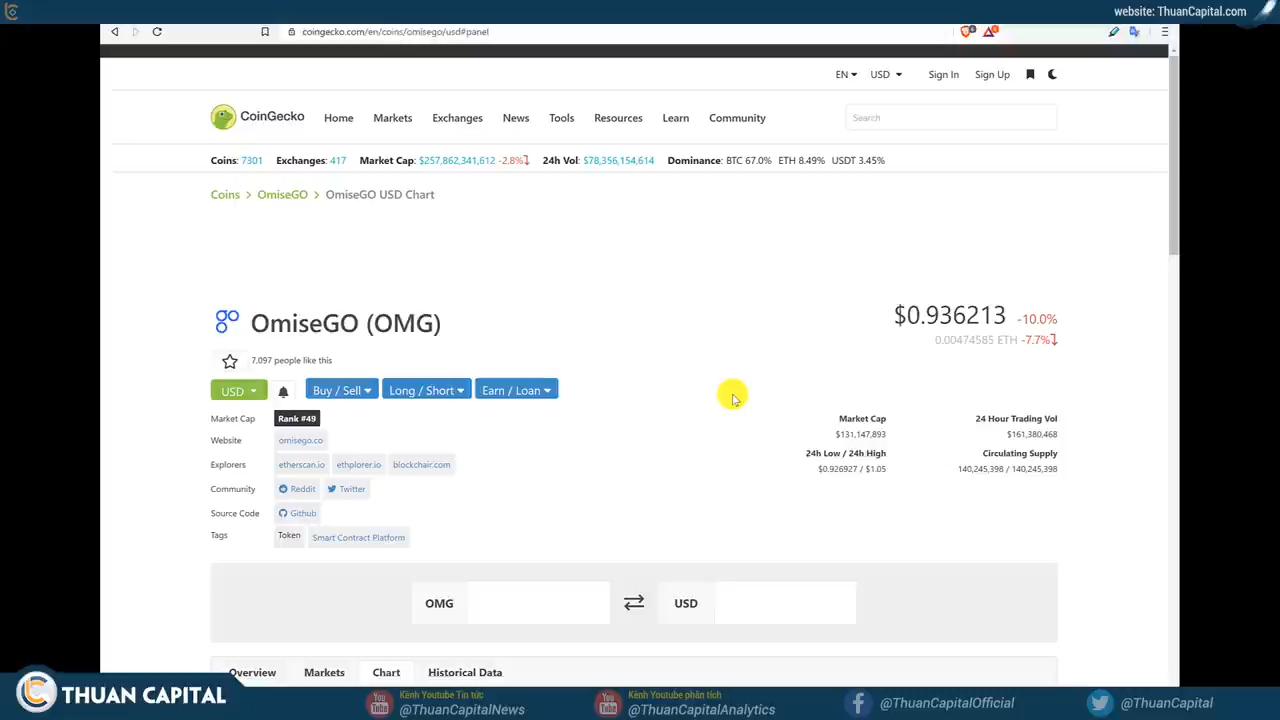 website: ThuanCapital.com
coingecko.com/en/coins/omisego/usd#panel
EN USD Sign In Sign Up
CoinGecko Home Markets Exchanges News Tools Resources Learn Community Search
Coins: 7301 Exchanges: 417 Market Cap: $257,862,341,612 -2.8% 24h Vol: $78,356,154,614 Dominance: BTC 67.0% ETH 8.49% USDT 3.45%
Coins > OmiseGO > OmiseGO USD Chart
OmiseGO (OMG)
$0.936213 -10.0%
0.00474585 ETH -7.7%
7,097 people like this
USD Buy / Sell Long / Short Earn / Loan
Market Cap Rank #49
Website omisego.co
Explorers etherscan.io ethplorer.io blockchair.com
Community Reddit Twitter
Source Code Github
Tags Token Smart Contract Platform
Market Cap 24 Hour Trading Vol
$131,147,893 $161,380,468
24h Low / 24h High Circulating Supply
$0.926927 / $1.05 140,245,398 / 140,245,398
OMG USD
Overview Markets Chart Historical Data
THUAN CAPITAL
You Tube Kênh Youtube Tin tức
@ThuanCapitalNews
You Tube Kênh Youtube phân tích
@ThuanCapitalAnalytics
@ThuanCapitalOfficial
@ThuanCapital